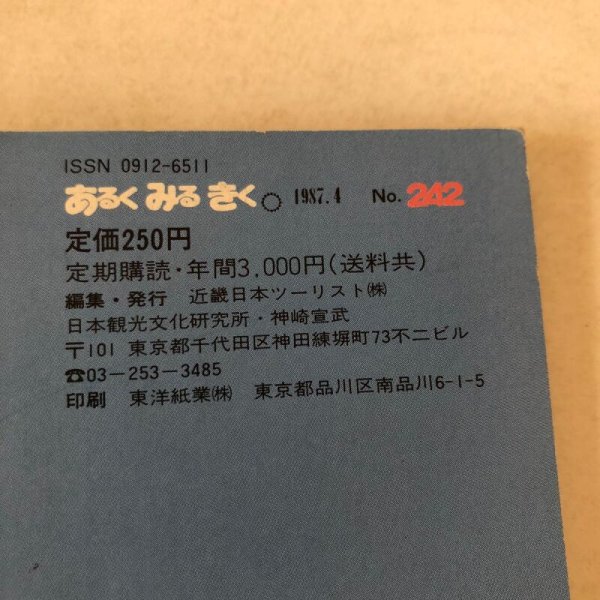 ISSN 0912-6511
あるく みる きく○ 1987.4 No. 242
定価250円
定期購読・年間3.000円(送料共)
編集・発行 近畿日本ツーリスト㈱
日本観光文化研究所・神崎宣武
〒101 東京都千代田区神田練塀町73不二ビル
☎03-253-3485
印刷 東洋紙業㈱ 東京都品川区南品川6-1-5